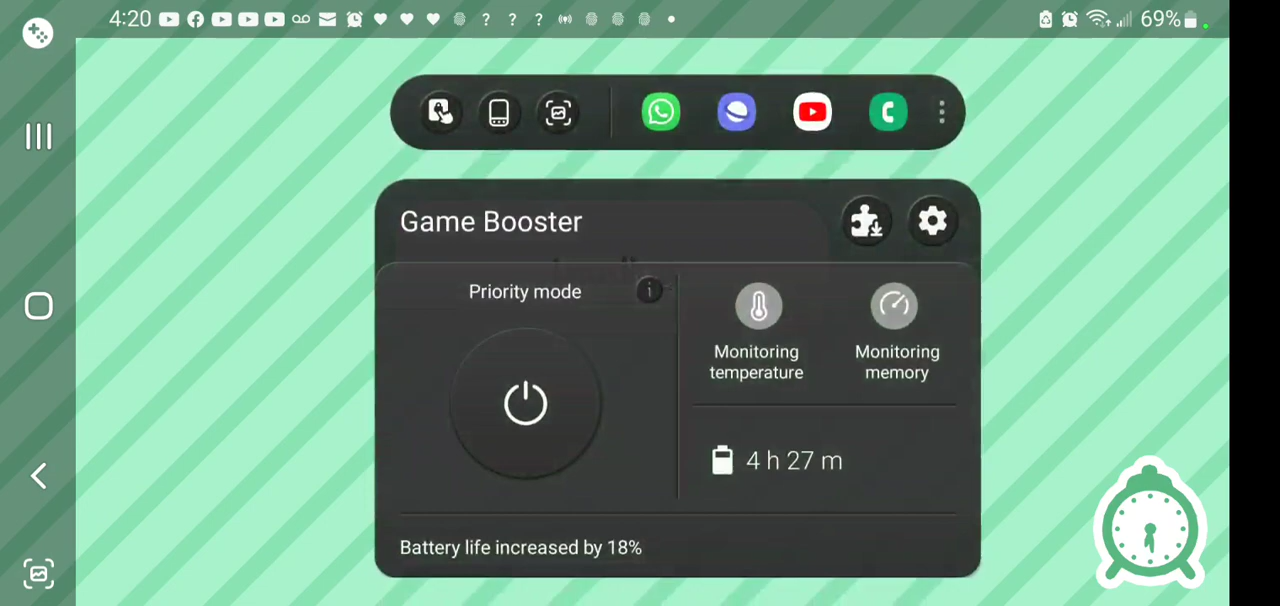 4:20 ? ? ? 69%
Game Booster
Priority mode
Monitoring temperature
Monitoring memory
4 h 27 m
Battery life increased by 18%